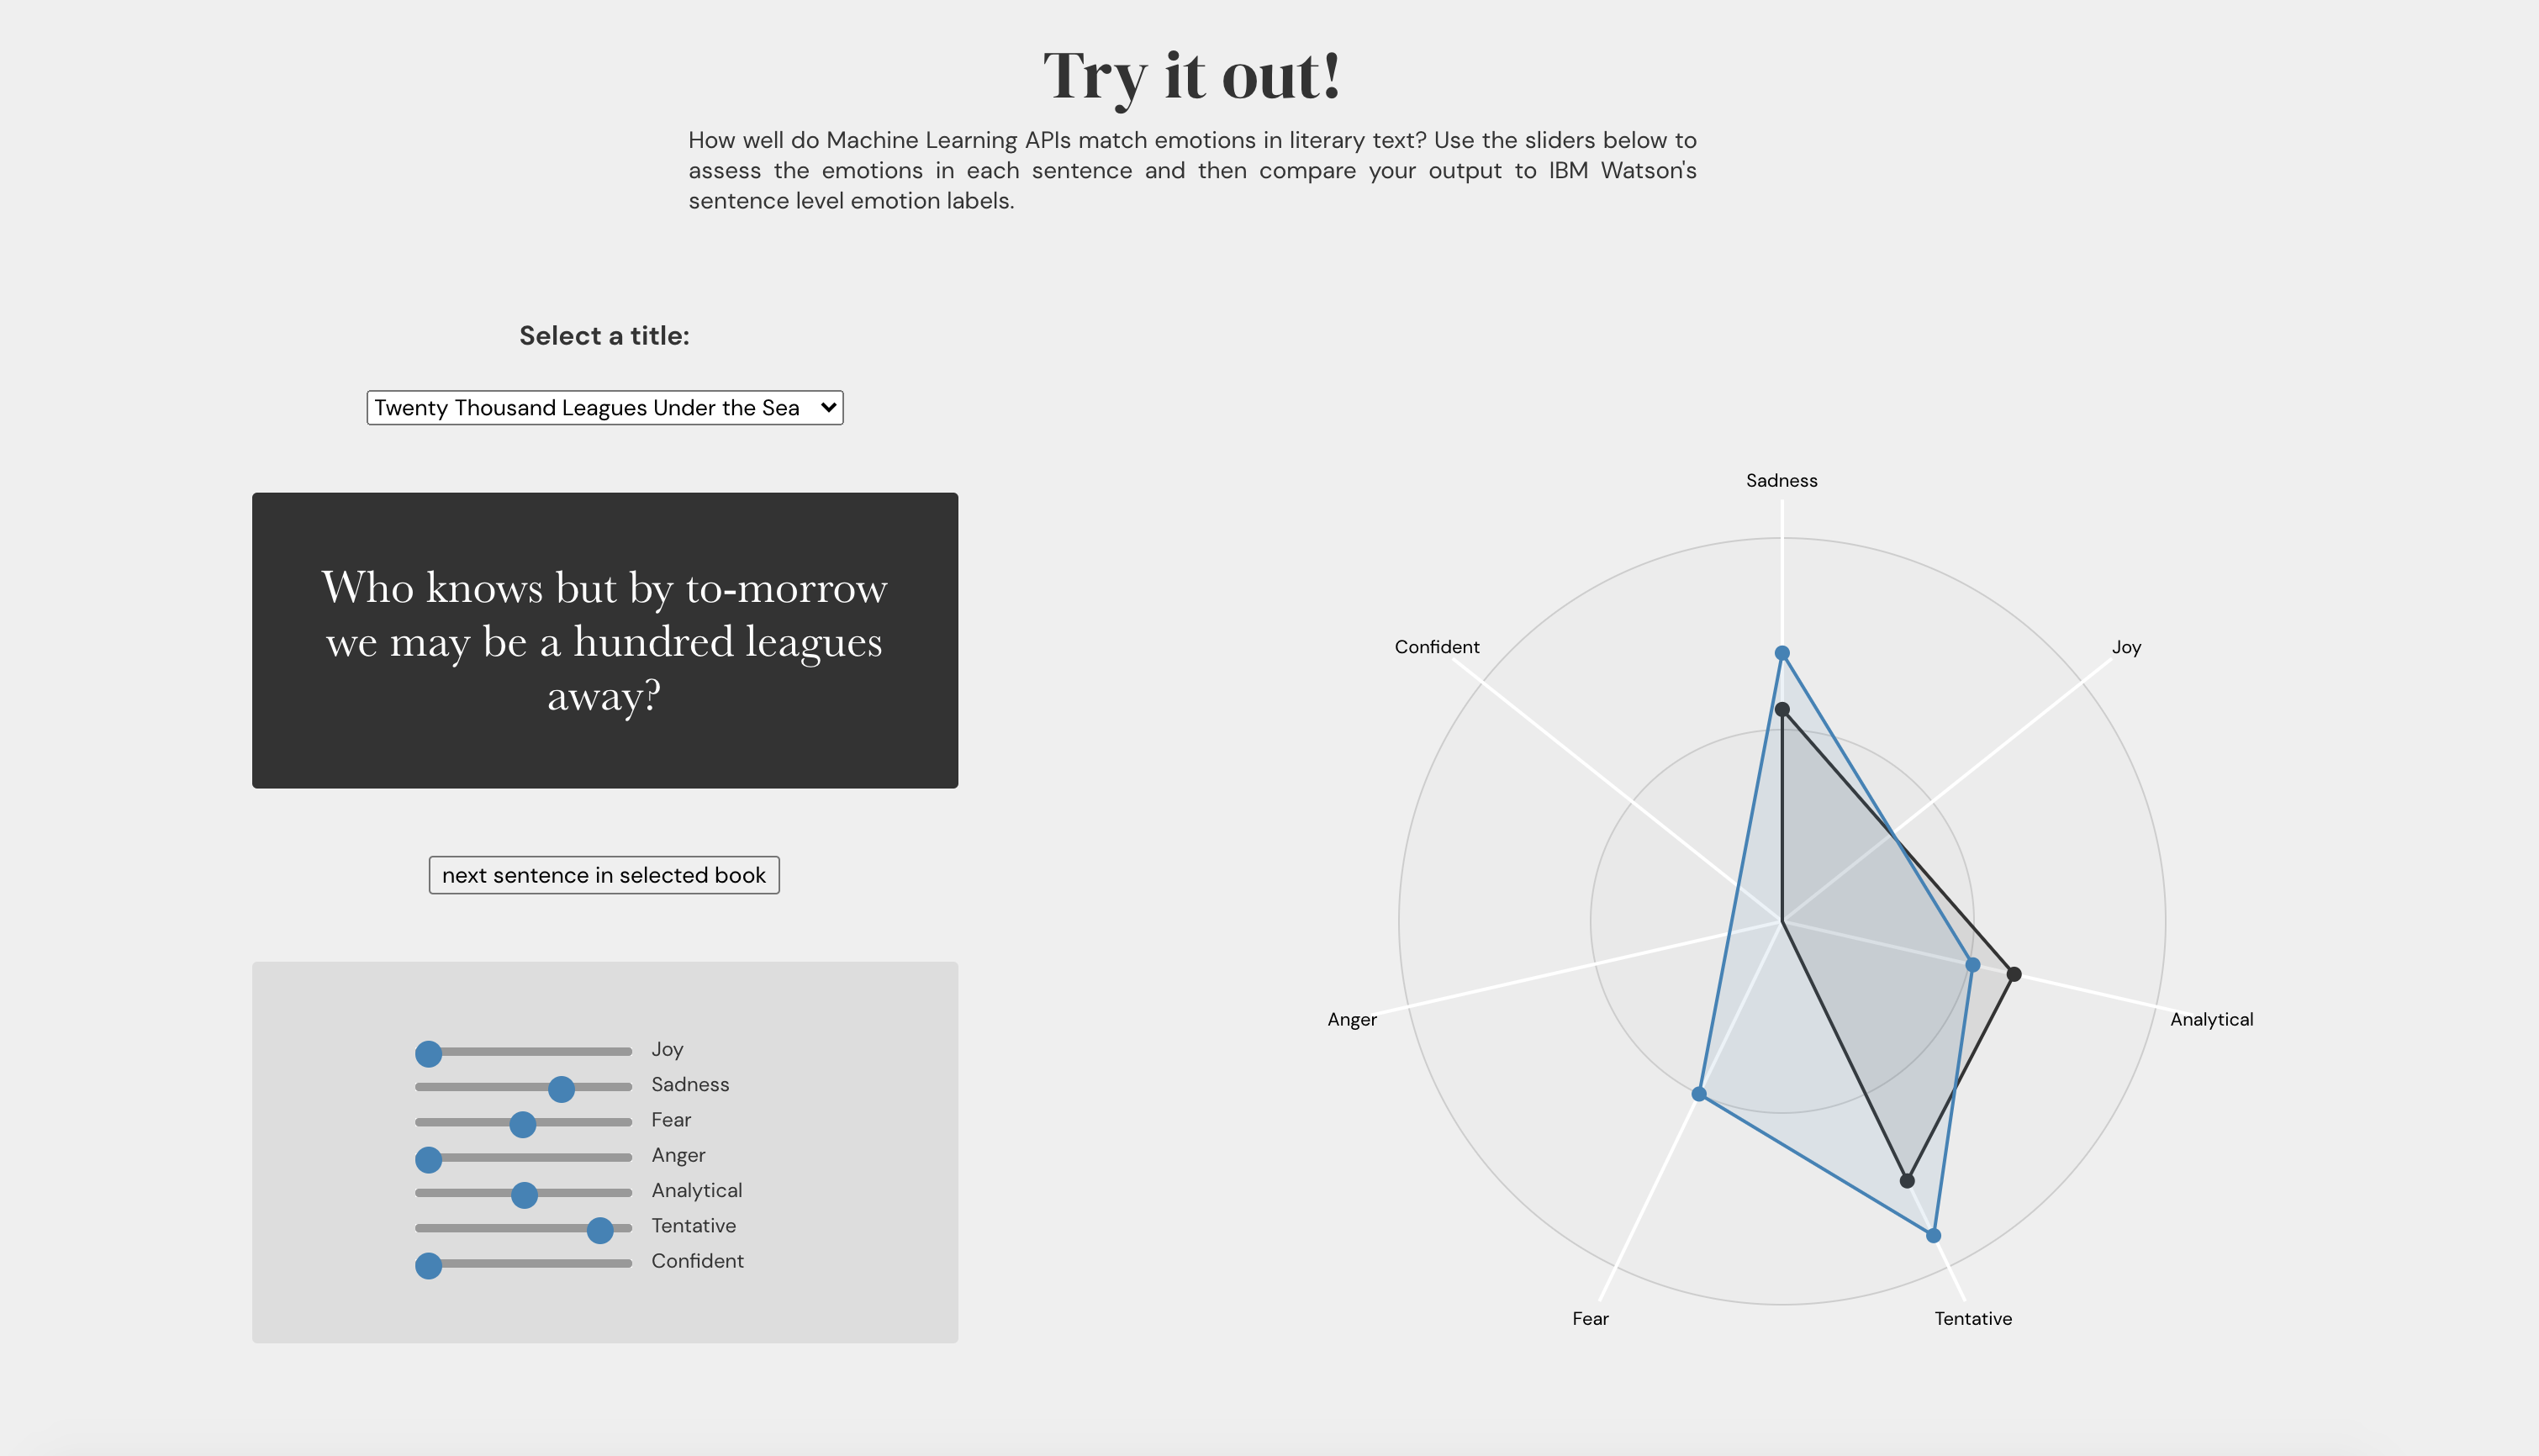 Try it out!
How well do Machine Learning APIs match emotions in literary text? Use the sliders below to
assess the emotions in each sentence and then compare your output to IBM Watson's
sentence level emotion labels.
Select a title:
Twenty Thousand Leagues Under the Sea
Who knows but by to-morrow
we may be a hundred leagues
away?
next sentence in selected book
Joy
Sadness
Fear
Anger
Analytical
Tentative
Confident
Sadness
Joy
Analytical
Tentative
Fear
Anger
Confident